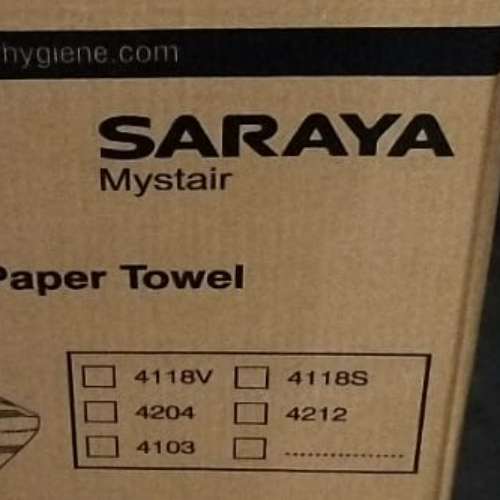 hygiene.com
SARAYA
Mystair
Paper Towel
4118V 4118S
4204 4212
4103 ....................